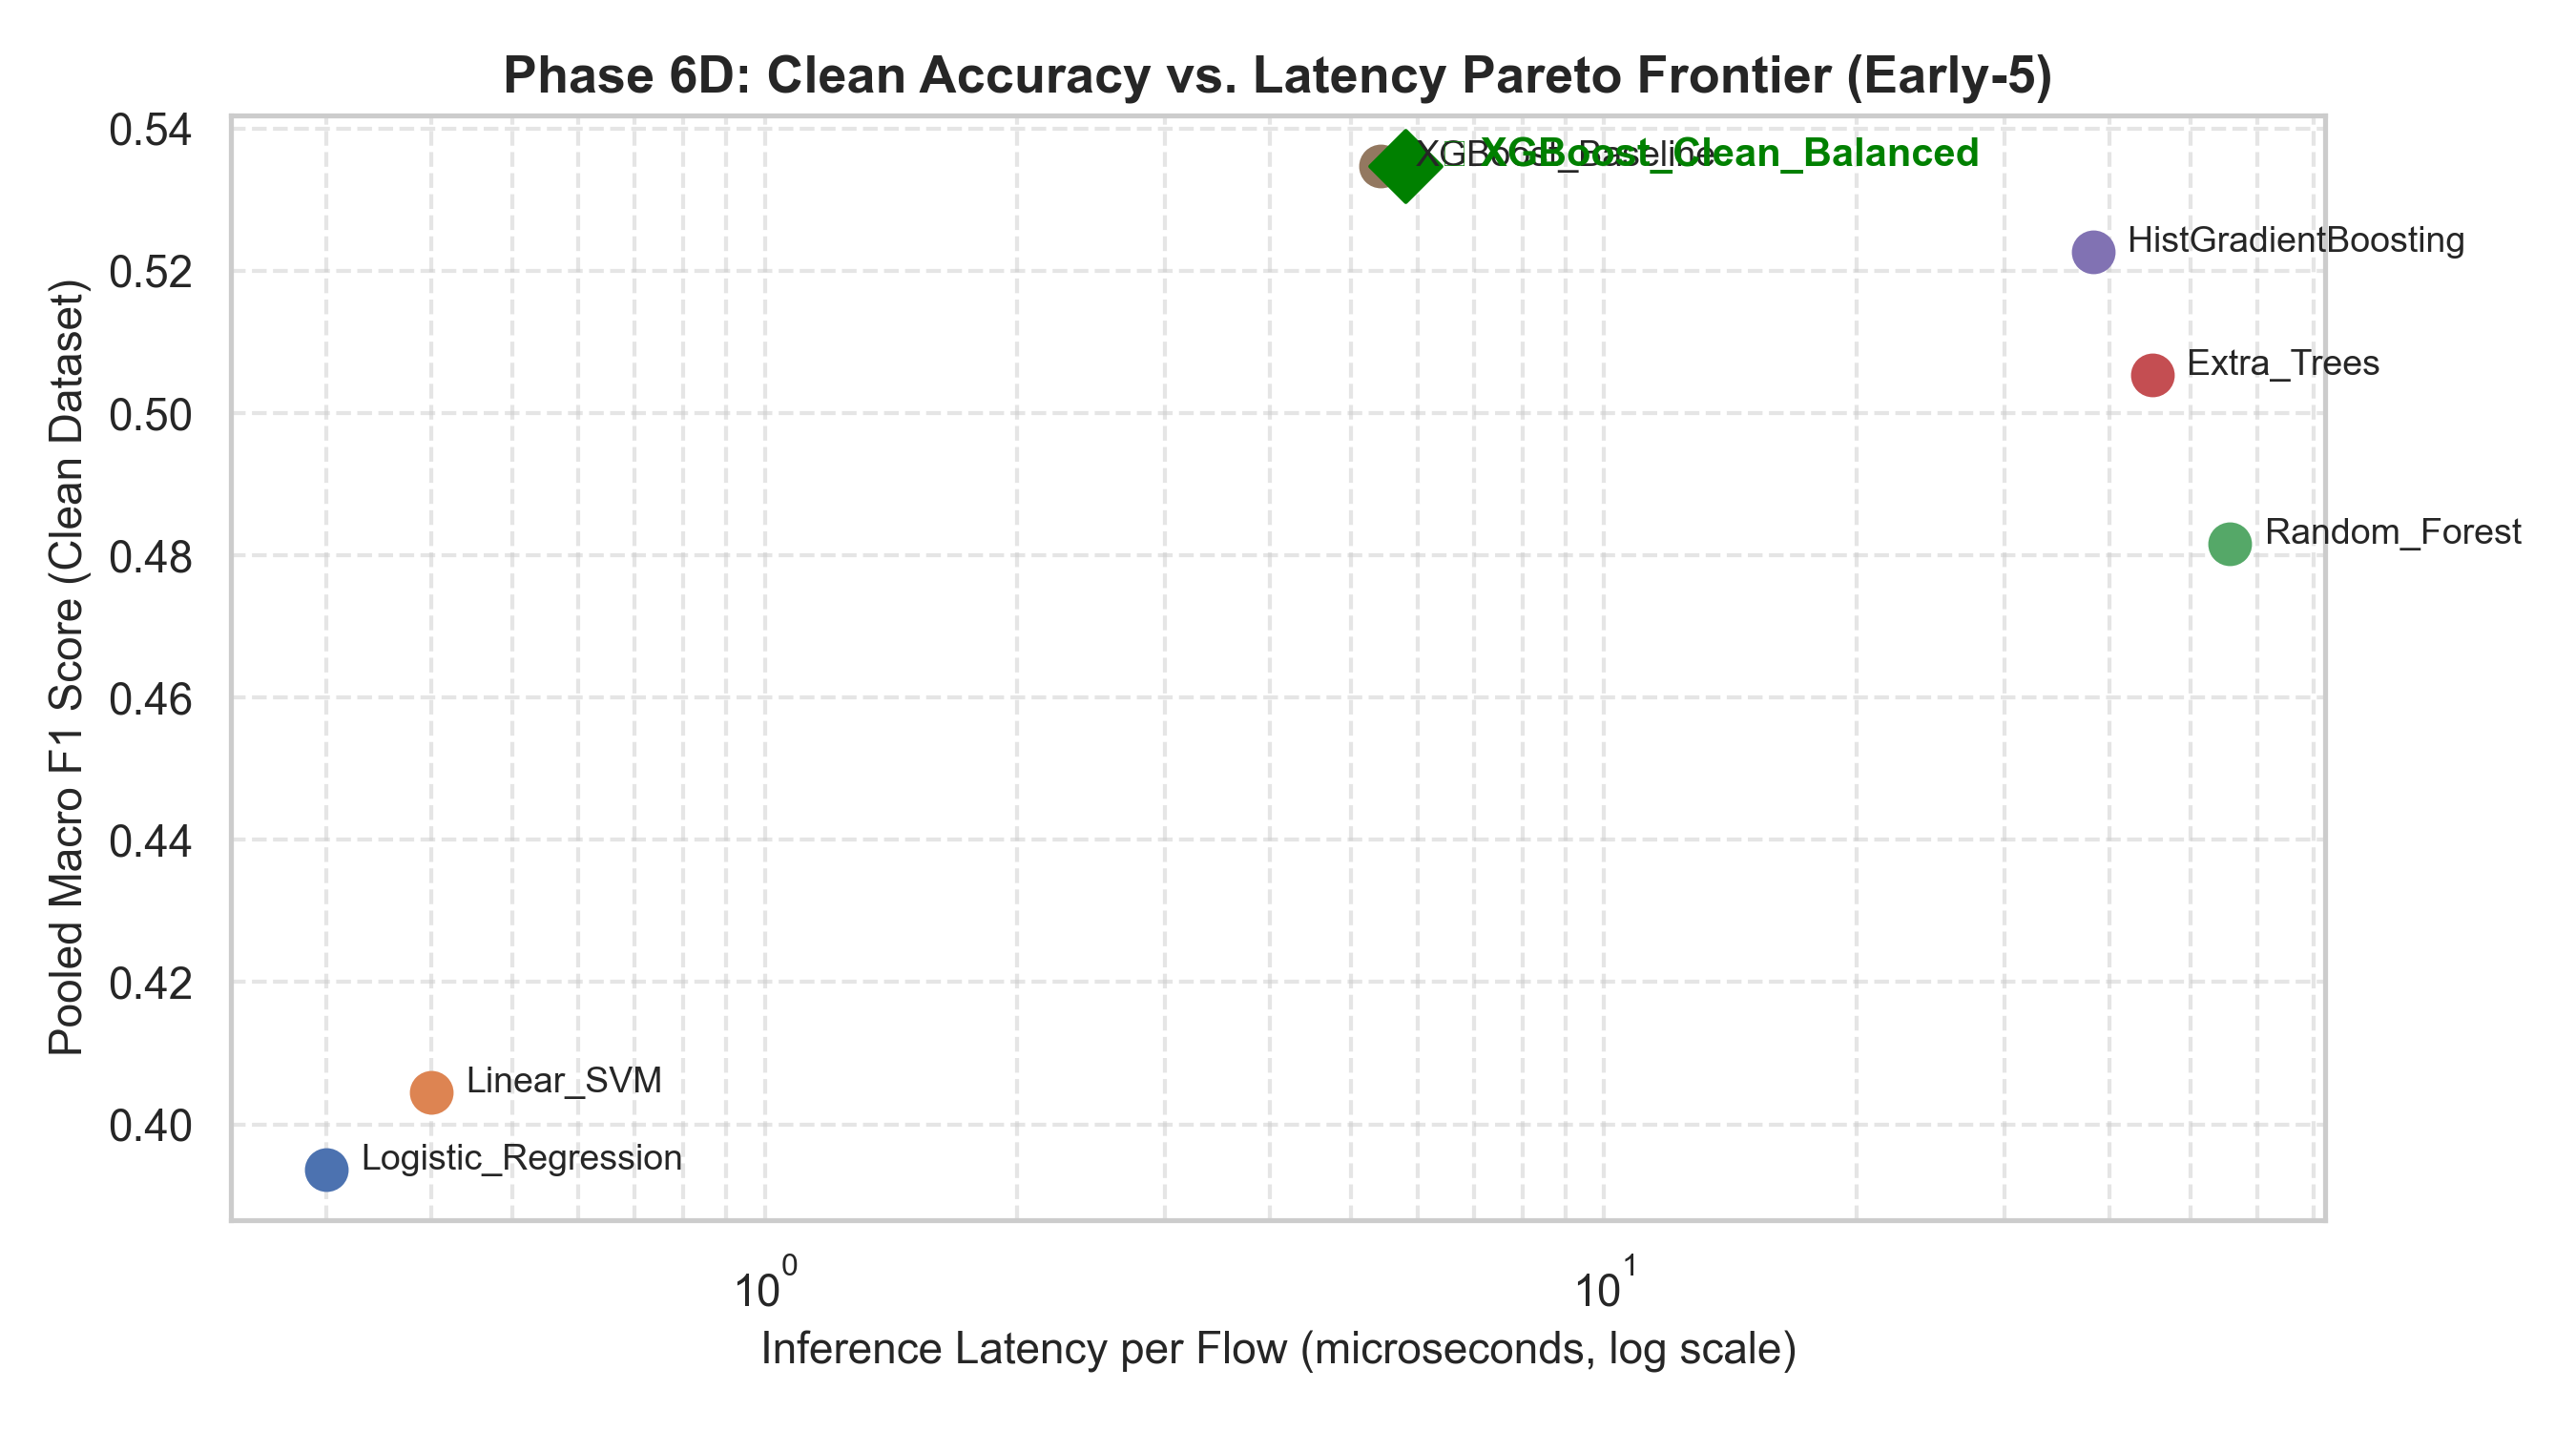 Phase 6D: Clean Accuracy vs. Latency Pareto Frontier (Early-5)
Pooled Macro F1 Score (Clean Dataset)
0.54
0.52
0.50
0.48
0.46
0.44
0.42
0.40
XGBoost_Baseline
XGBoost_Clean_Balanced
HistGradientBoosting
Extra_Trees
Random_Forest
Linear_SVM
Logistic_Regression
10^0
10^1
Inference Latency per Flow (microseconds, log scale)